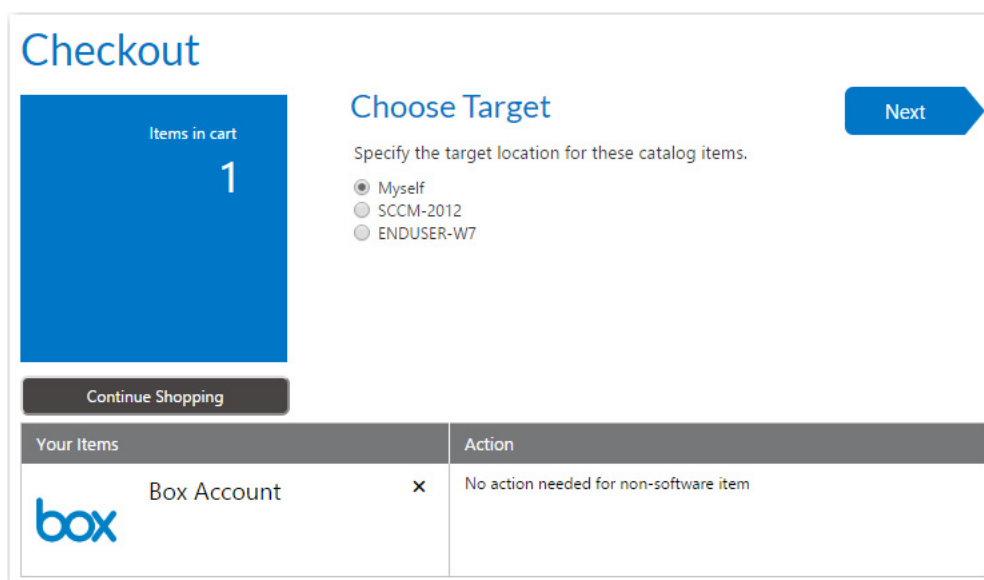 Checkout
Items in cart
1
Choose Target
Next
Specify the target location for these catalog items.
Myself
SCCM-2012
ENDUSER-W7
Continue Shopping
Your Items
Action
box
Box Account
×
No action needed for non-software item